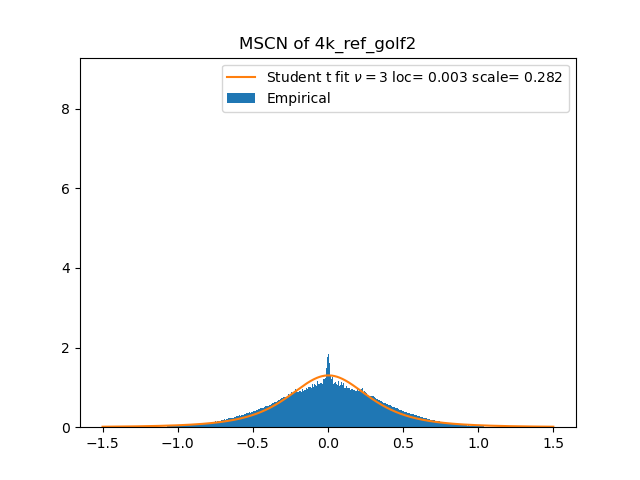 MSCN of 4k_ref_golf2
Student t fit ν = 3 loc= 0.003 scale= 0.282
Empirical
8
6
4
2
0
−1.5 −1.0 −0.5 0.0 0.5 1.0 1.5